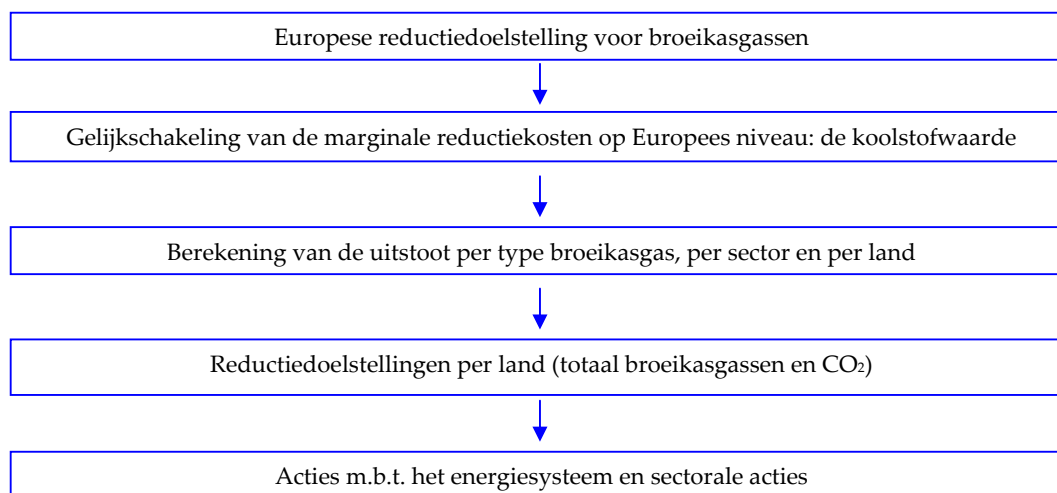 Europese reductiedoelstelling voor broeikasgassen
Gelijkschakeling van de marginale reductiekosten op Europees niveau: de koolstofwaarde
Berekening van de uitstoot per type broeikasgas, per sector en per land
Reductiedoelstellingen per land (totaal broeikasgassen en CO₂)
Acties m.b.t. het energiesysteem en sectorale acties